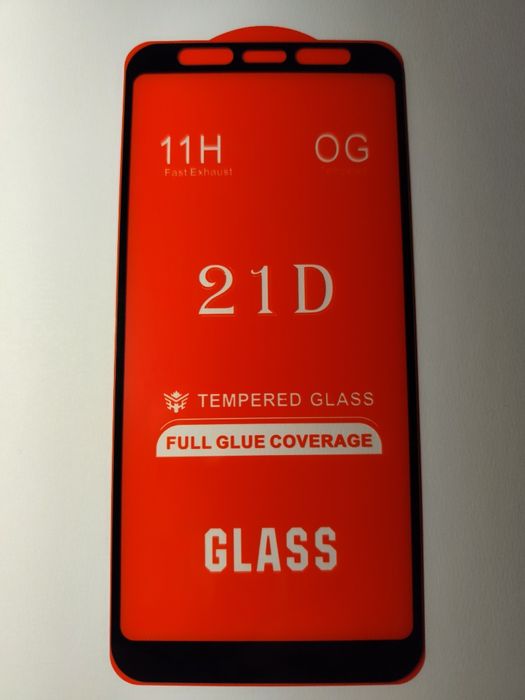 11H OG
Fast Exhaust
21D
TEMPERED GLASS
FULL GLUE COVERAGE
GLASS